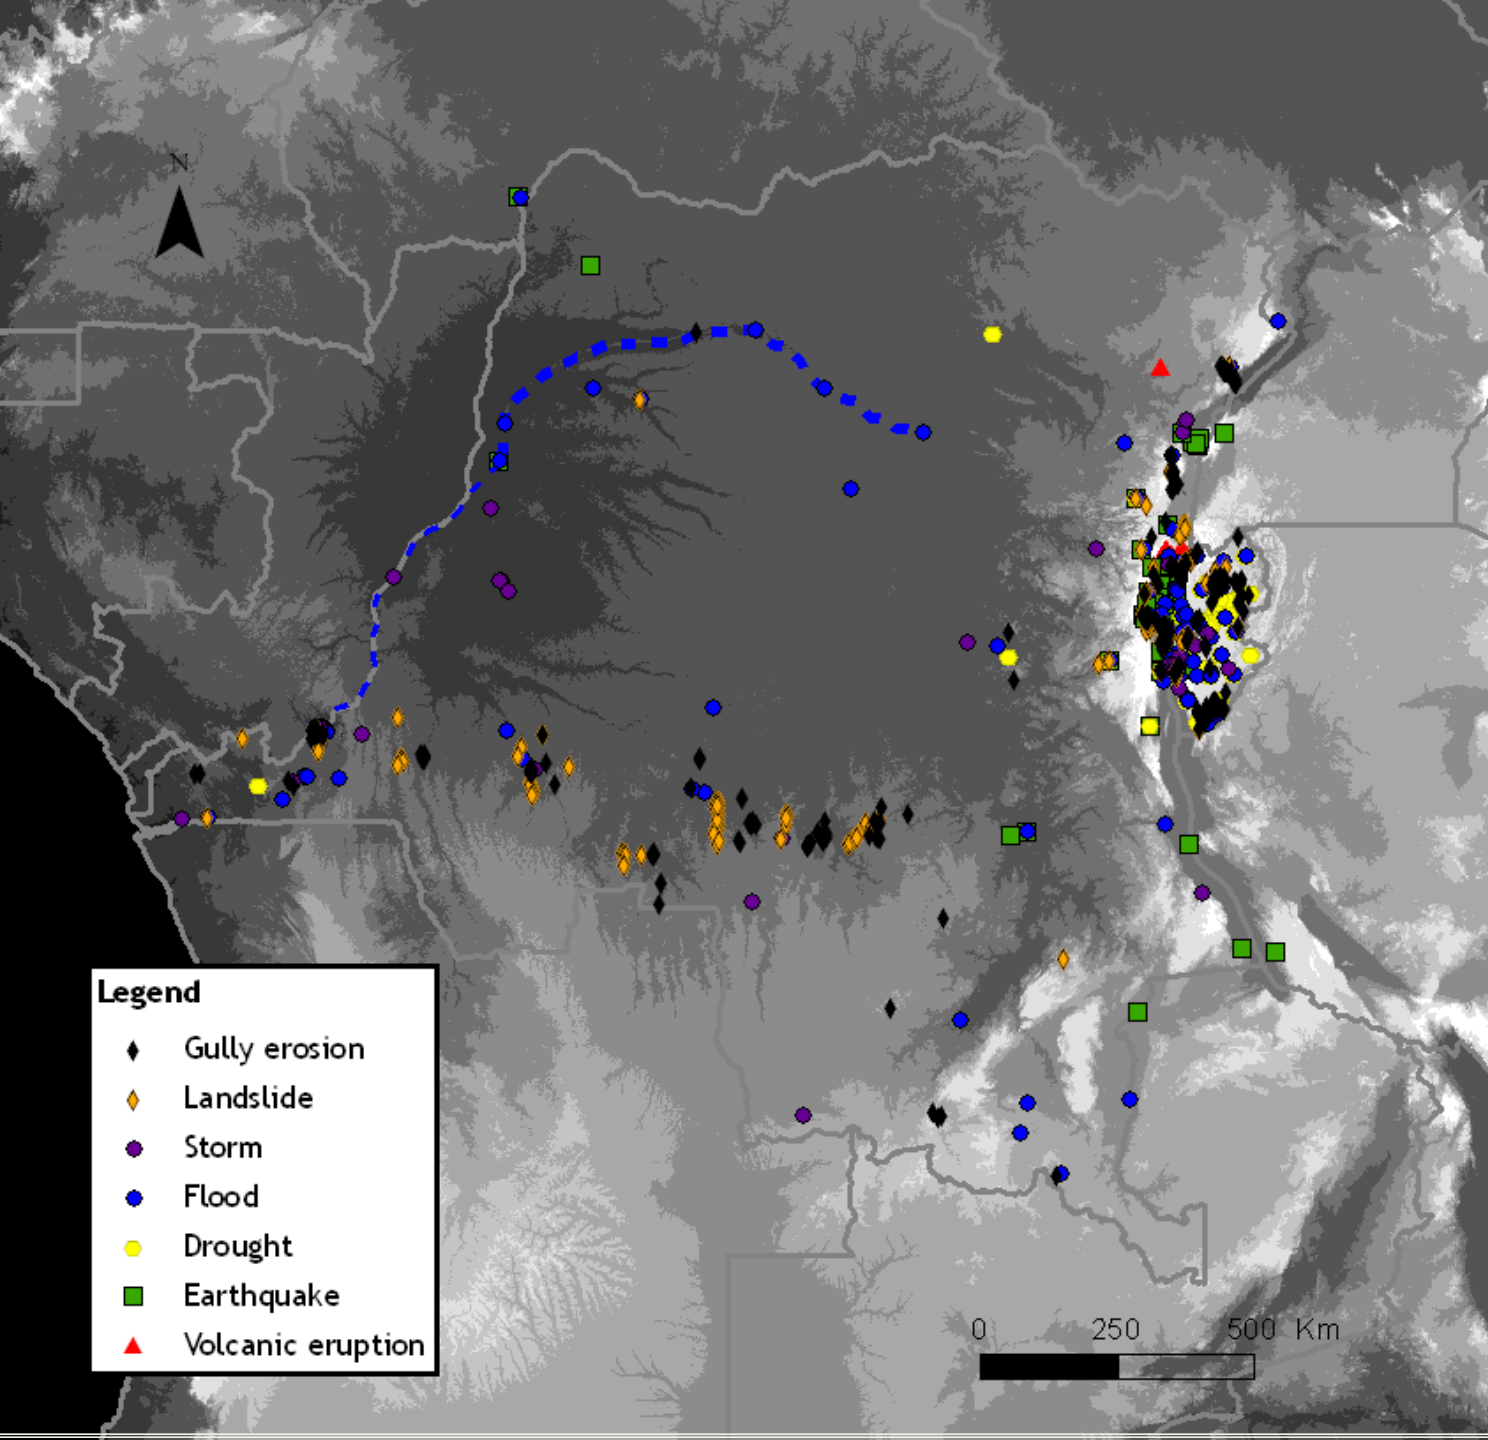 N
Legend
Gully erosion
Landslide
Storm
Flood
Drought
Earthquake
Volcanic eruption
0 250 500 Km